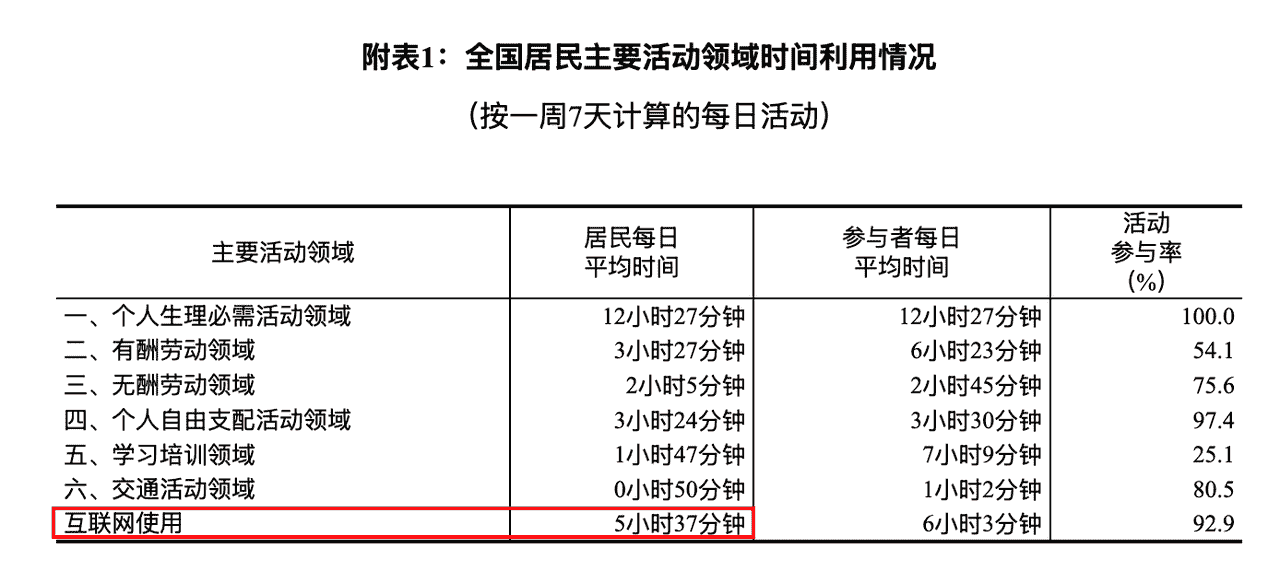 附表1：全国居民主要活动领域时间利用情况
（按一周7天计算的每日活动）
主要活动领域 居民每日平均时间 参与者每日平均时间 活动参与率(%)
一、个人生理必需活动领域 12小时27分钟 12小时27分钟 100.0
二、有酬劳动领域 3小时27分钟 6小时23分钟 54.1
三、无酬劳动领域 2小时5分钟 2小时45分钟 75.6
四、个人自由支配活动领域 3小时24分钟 3小时30分钟 97.4
五、学习培训领域 1小时47分钟 7小时9分钟 25.1
六、交通活动领域 0小时50分钟 1小时2分钟 80.5
互联网使用 5小时37分钟 6小时3分钟 92.9